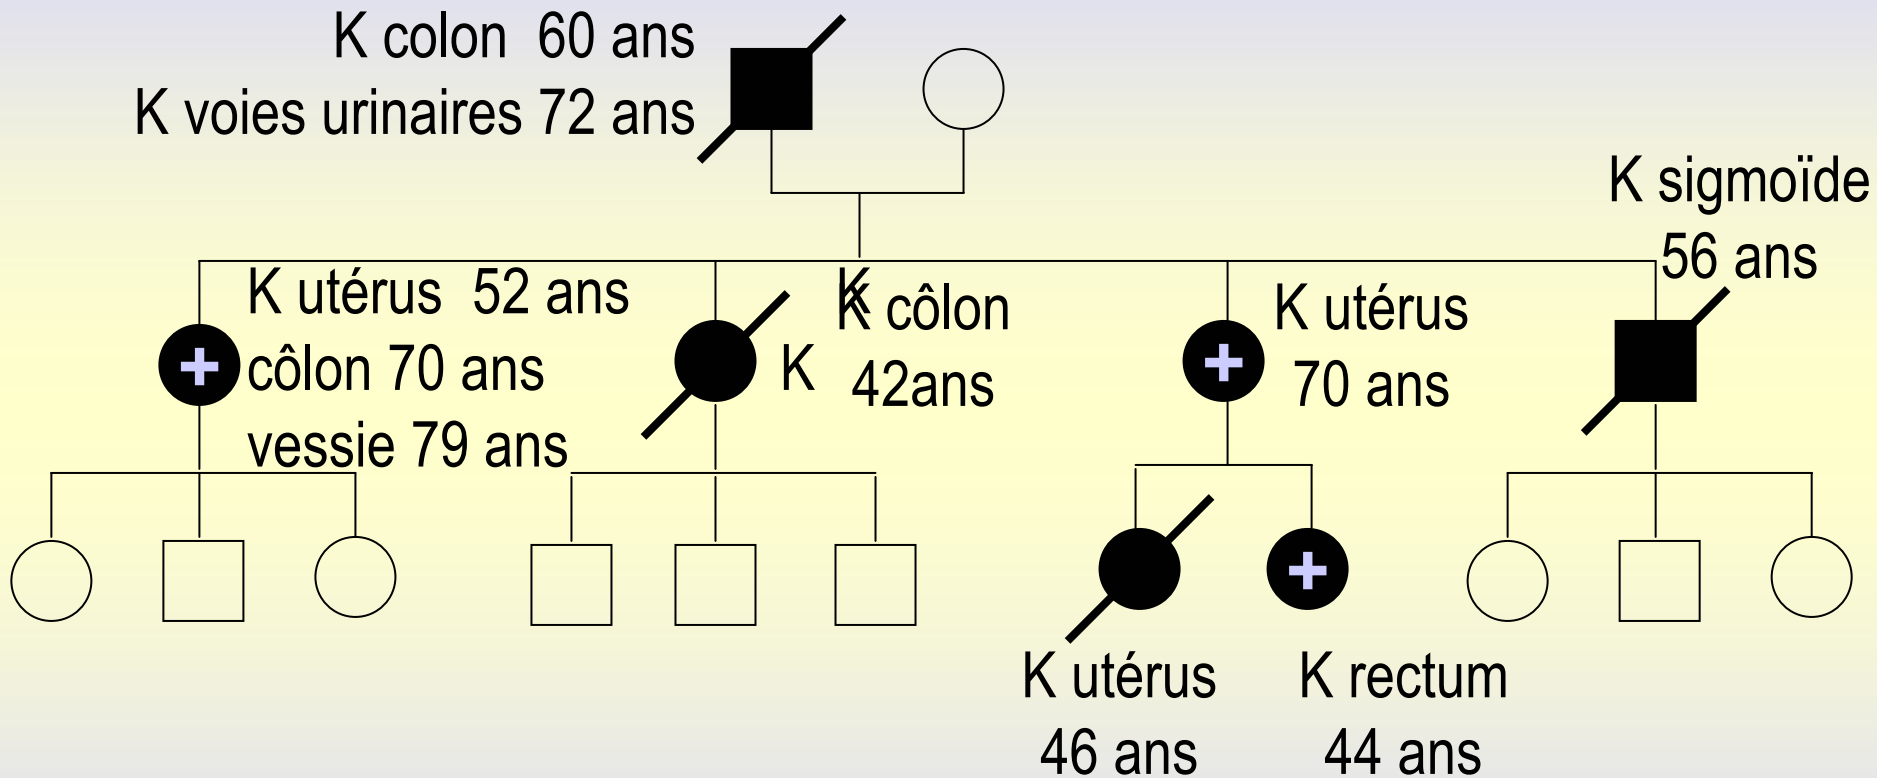 K colon 60 ans
K voies urinaires 72 ans
K sigmoïde
56 ans
K utérus 52 ans
côlon 70 ans
vessie 79 ans
K
K côlon
K
42ans
K utérus
70 ans
+
+
+
K utérus
46 ans
K rectum
44 ans